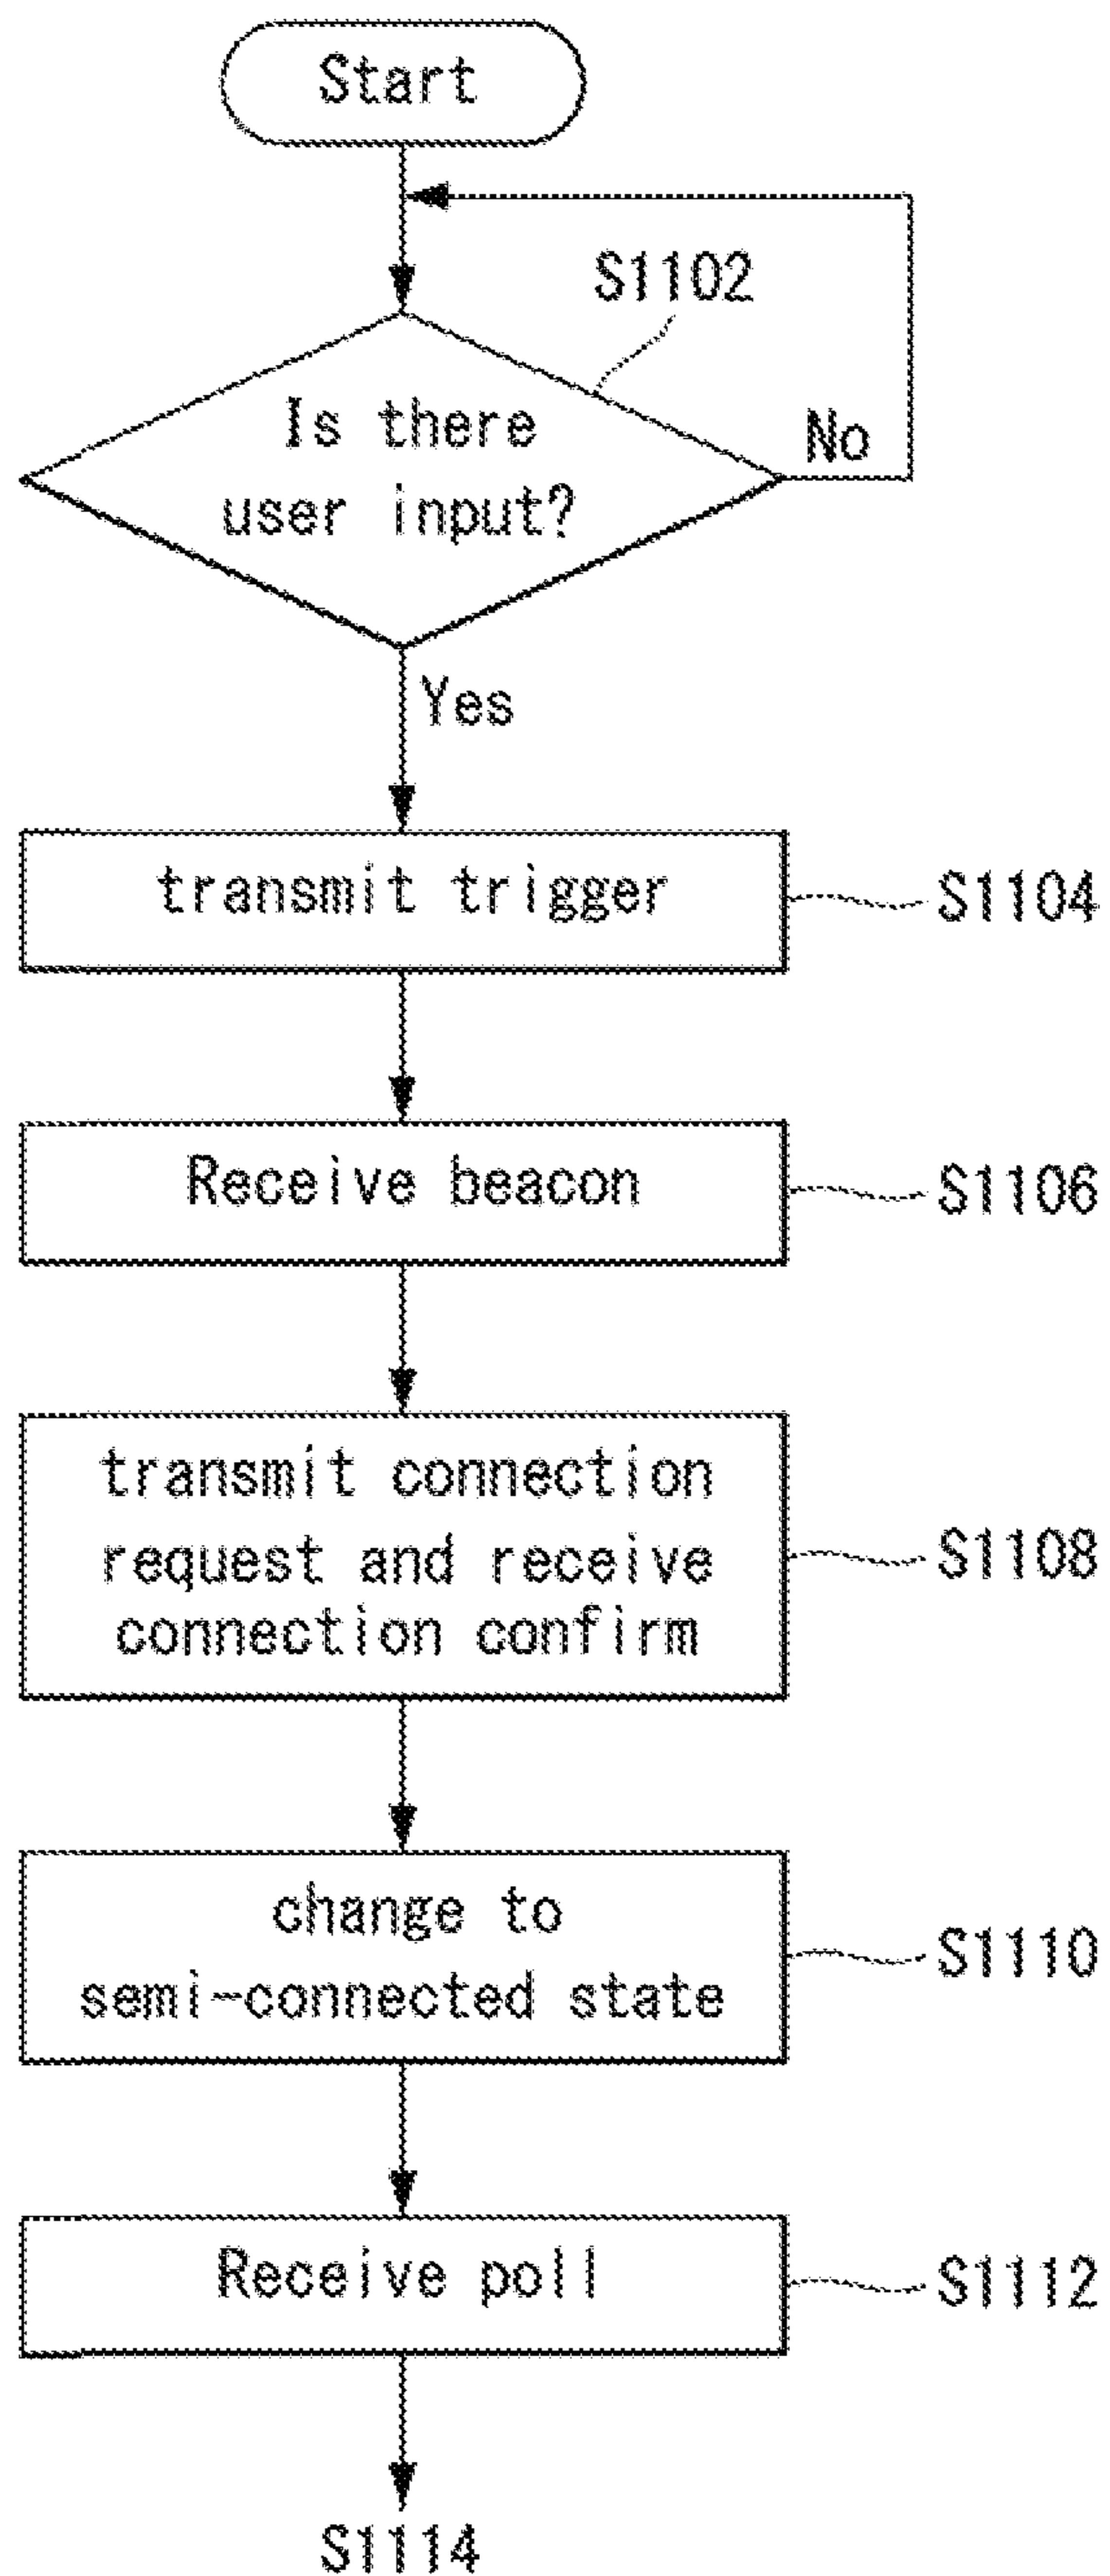 Start
S1102
Is there
user input?
No
Yes
transmit trigger
S1104
Receive beacon
S1106
transmit connection
request and receive
connection confirm
S1108
change to
semi-connected state
S1110
Receive poll
S1112
S1114